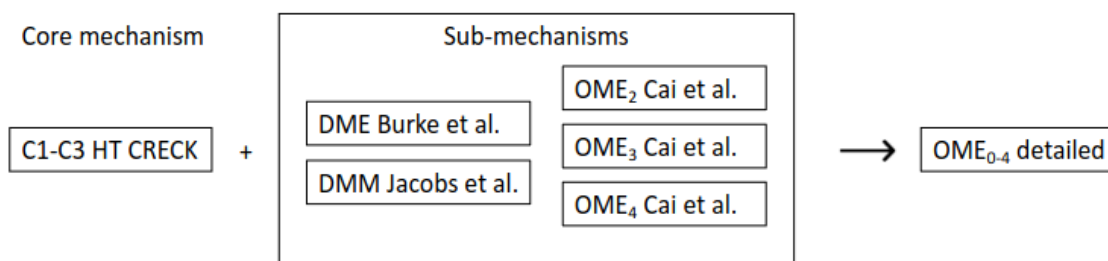 Core mechanism
Sub-mechanisms
C1-C3 HT CRECK
+
DME Burke et al.
DMM Jacobs et al.
OME₂ Cai et al.
OME₃ Cai et al.
OME₄ Cai et al.
→
OME₀₋₄ detailed